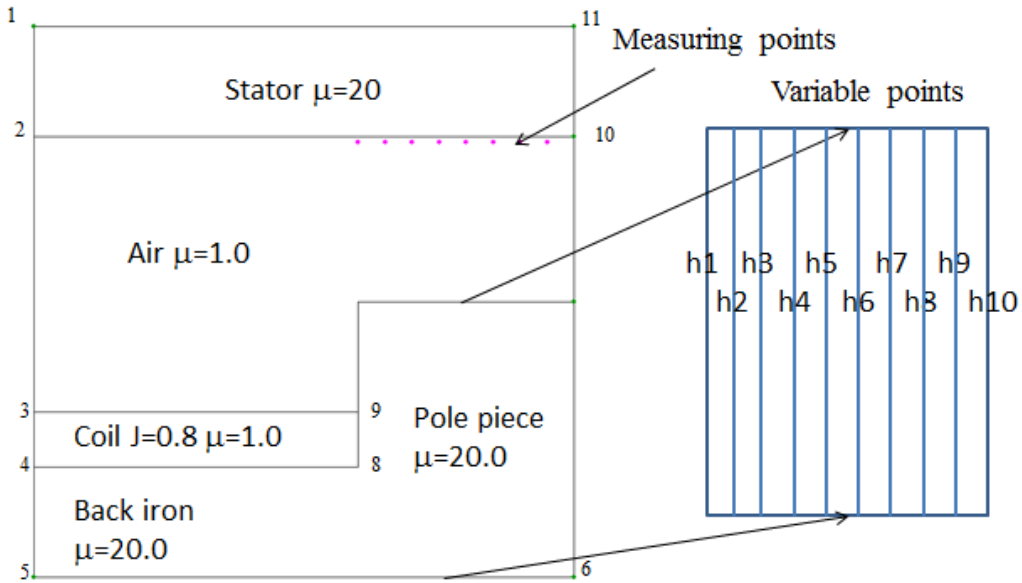 1
11
Measuring points
Stator μ=20
Variable points
2
10
Air μ=1.0
h1 h3 h5 h7 h9
h2 h4 h6 h8 h10
3
9
Pole piece
μ=20.0
Coil J=0.8 μ=1.0
4
8
Back iron
μ=20.0
5
6